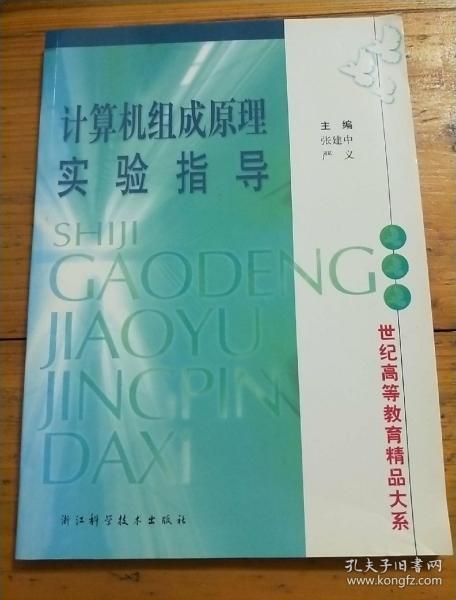 计算机组成原理
实验指导
主编
张建中
严义
SHIJI
GAODENG
JIAOYU
JINGPIN
DAXI
世纪高等教育精品大系
浙江科学技术出版社
孔夫子旧书网
www.kongfz.com